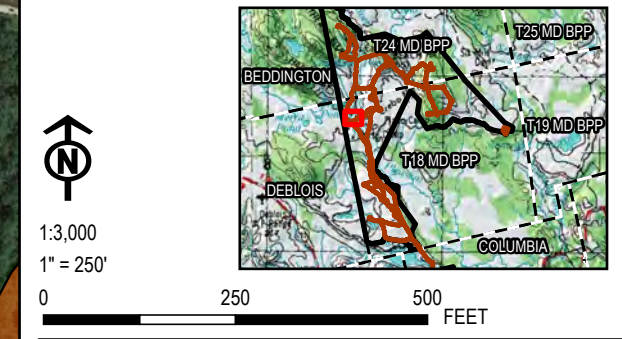 T24 MD BPP
T25 MD BPP
BEDDINGTON
T19 MD BPP
T18 MD BPP
DEBLOIS
COLUMBIA
N
1:3,000
1" = 250'
0 250 500
FEET